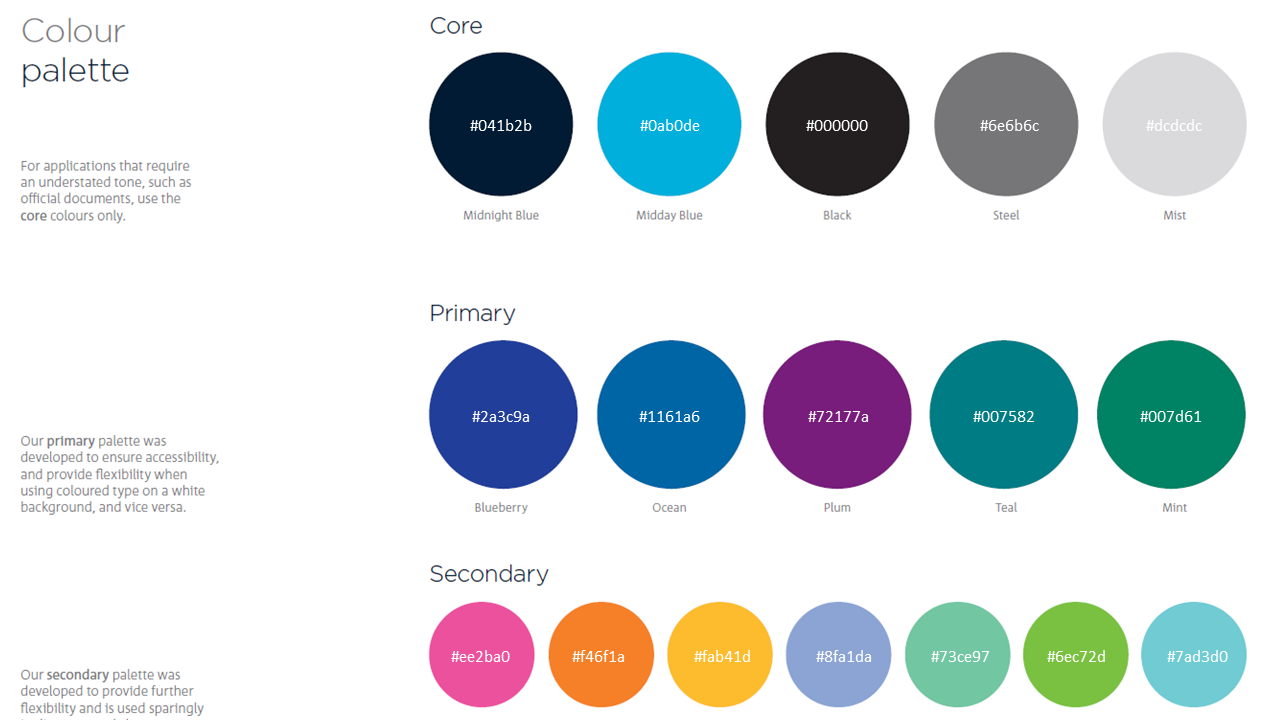 Colour
palette
For applications that require
an understated tone, such as
official documents, use the
core colours only.
Core
#041b2b
#0ab0de
#000000
#6e6b6c
#dcdcdc
Midnight Blue
Midday Blue
Black
Steel
Mist
Our primary palette was
developed to ensure accessibility,
and provide flexibility when
using coloured type on a white
background, and vice versa.
Primary
#2a3c9a
#1161a6
#72177a
#007582
#007d61
Blueberry
Ocean
Plum
Teal
Mint
Our secondary palette was
developed to provide further
flexibility and is used sparingly
Secondary
#ee2ba0
#f46f1a
#fab41d
#8fa1da
#73ce97
#6ec72d
#7ad3d0